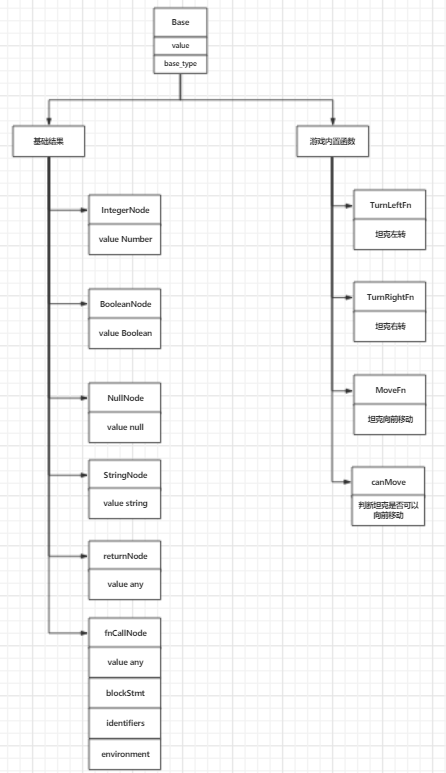 Base
value
base_type
基础结果
游戏内置函数
IntegerNode
value Number
BooleanNode
value Boolean
NullNode
value null
StringNode
value string
returnNode
value any
fnCallNode
value any
blockStmt
identifiers
environment
TurnLeftFn
坦克左转
TurnRightFn
坦克右转
MoveFn
坦克向前移动
canMove
判断坦克是否可以
向前移动